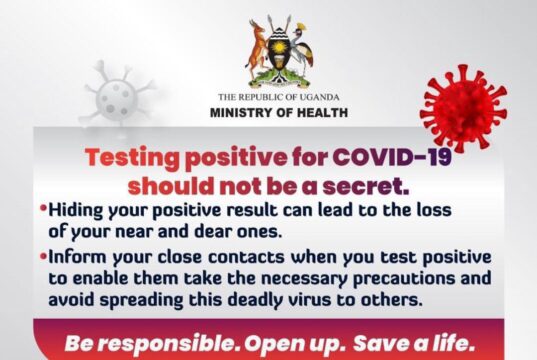 THE REPUBLIC OF UGANDA
MINISTRY OF HEALTH
Testing positive for COVID-19
should not be a secret.
•Hiding your positive result can lead to the loss
of your near and dear ones.
•Inform your close contacts when you test positive
to enable them take the necessary precautions and
avoid spreading this deadly virus to others.
Be responsible. Open up. Save a life.